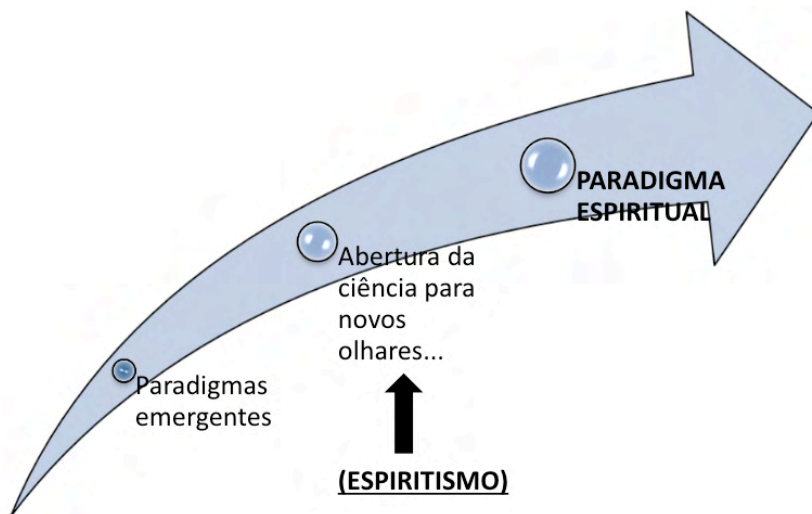 Paradigmas
emergentes
Abertura da
ciência para
novos
olhares...
(ESPIRITISMO)
PARADIGMA
ESPIRITUAL